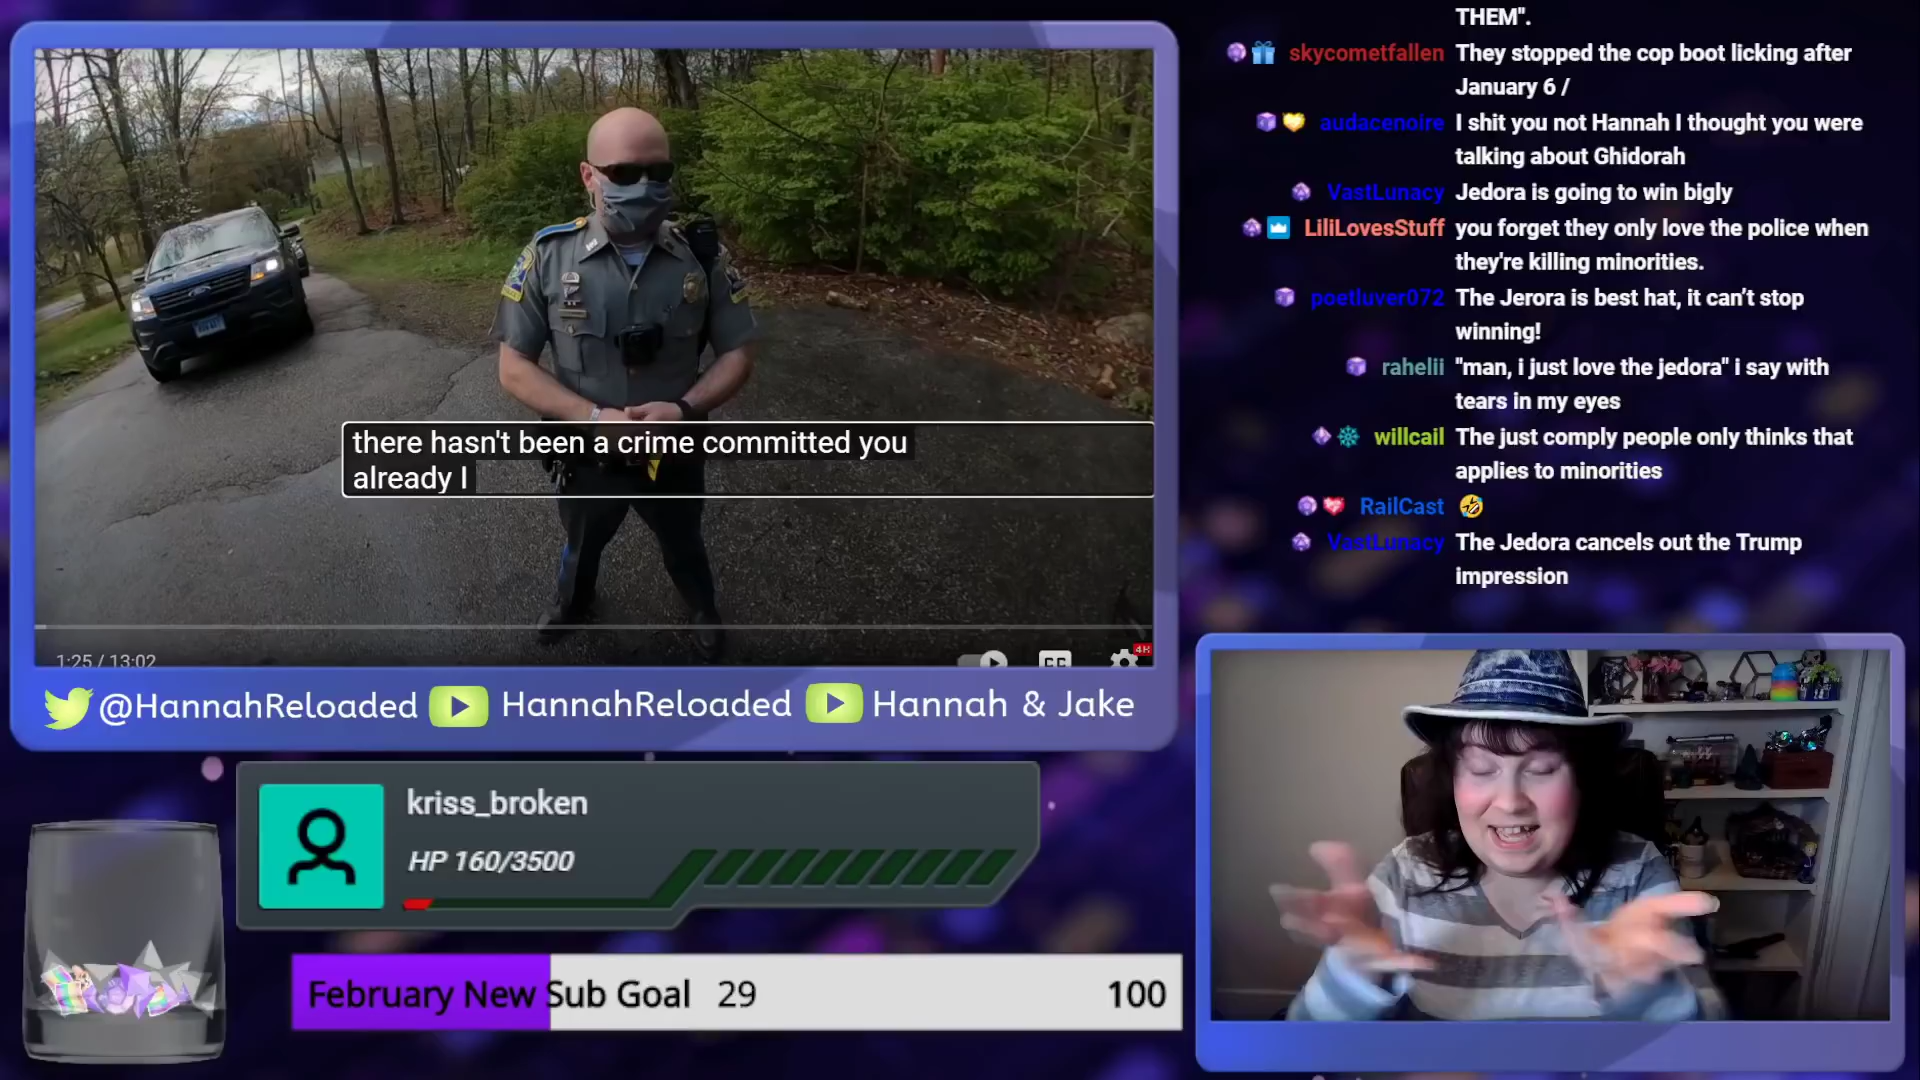 there hasn't been a crime committed you
already I
1:25 / 13:02
CC
@HannahReloaded
HannahReloaded
Hannah & Jake
kriss_broken
HP 160/3500
February New Sub Goal 29
100
THEM".
skycometfallen They stopped the cop boot licking after
January 6 /
audacenoire I shit you not Hannah I thought you were
talking about Ghidorah
VastLunacy Jedora is going to win bigly
LiliLovesStuff you forget they only love the police when
they're killing minorities.
poetluver072 The Jerora is best hat, it can’t stop
winning!
rahelii "man, i just love the jedora" i say with
tears in my eyes
willcail The just comply people only thinks that
applies to minorities
RailCast
VastLunacy The Jedora cancels out the Trump
impression